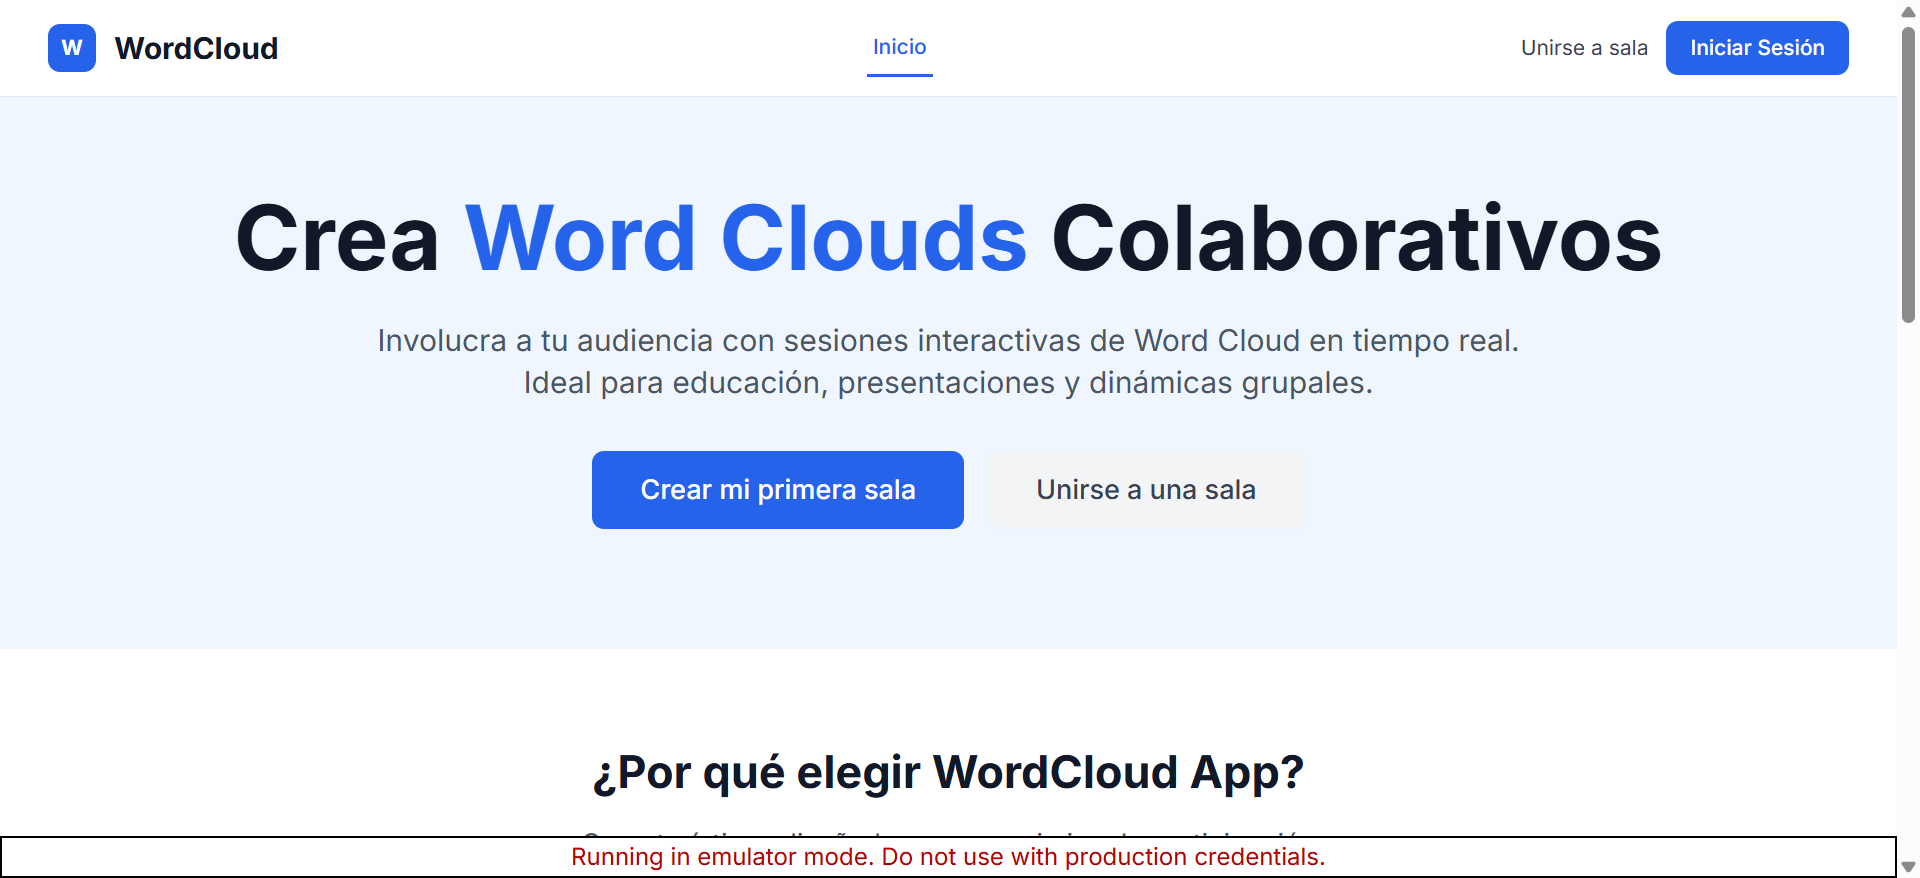 W WordCloud
Inicio
Unirse a sala
Iniciar Sesión
Crea Word Clouds Colaborativos
Involucra a tu audiencia con sesiones interactivas de Word Cloud en tiempo real.
Ideal para educación, presentaciones y dinámicas grupales.
Crear mi primera sala
Unirse a una sala
¿Por qué elegir WordCloud App?
Running in emulator mode. Do not use with production credentials.